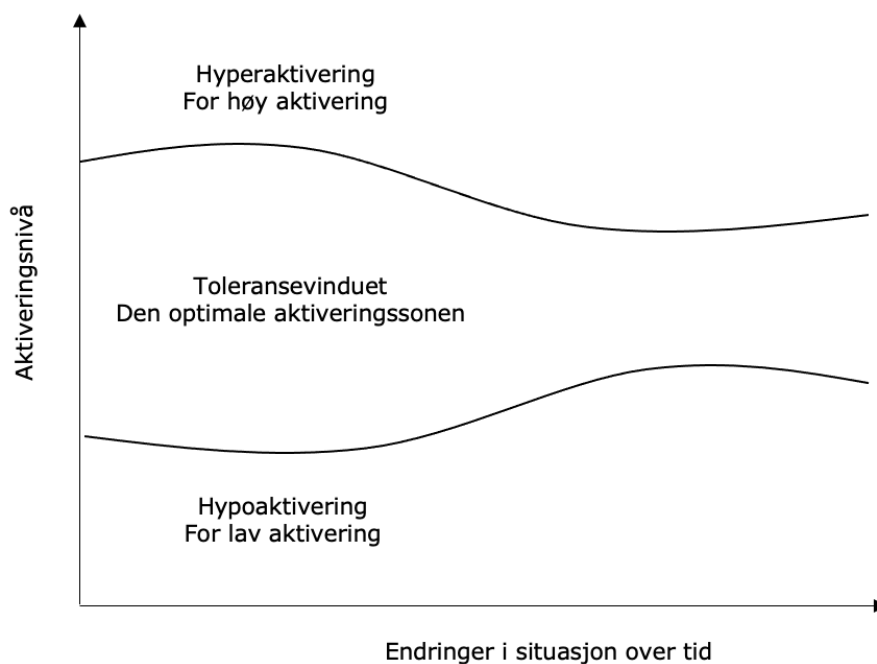 Hyperaktivering
For høy aktivering
Aktiveringsnivå
Toleransevinduet
Den optimale aktiveringssonen
Hypoaktivering
For lav aktivering
Endringer i situasjon over tid